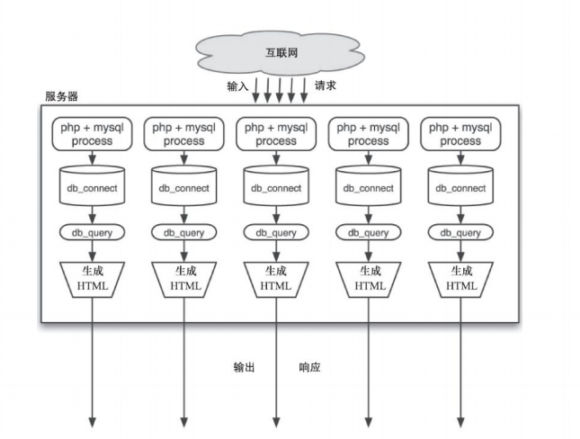 互联网
输入 请求
服务器
php + mysql php + mysql php + mysql php + mysql php + mysql
process process process process process
db_connect db_connect db_connect db_connect db_connect
db_query db_query db_query db_query db_query
生成 生成 生成 生成 生成
HTML HTML HTML HTML HTML
输出 响应